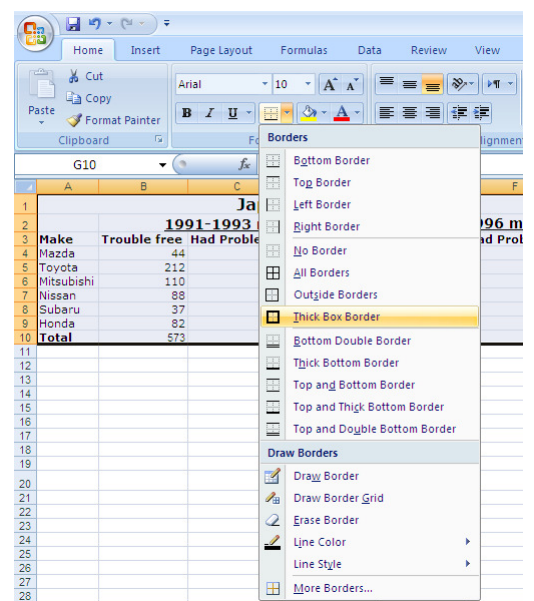 Home Insert Page Layout Formulas Data Review View
Cut
Copy
Paste
Format Painter
Clipboard
Arial 10 A A
B I U A
Fo
lignmen
G10 fx
A B C F
1 Ja
2 1991-1993 996 m
3 Make Trouble free Had Proble ad Prob
4 Mazda 44
5 Toyota 212
6 Mitsubishi 110
7 Nissan 88
8 Subaru 37
9 Honda 82
10 Total 573
11
12
13
14
15
16
17
18
19
20
21
22
23
24
25
26
27
28
Borders
Bottom Border
Top Border
Left Border
Right Border
No Border
All Borders
Outside Borders
Thick Box Border
Bottom Double Border
Thick Bottom Border
Top and Bottom Border
Top and Thick Bottom Border
Top and Double Bottom Border
Draw Borders
Draw Border
Draw Border Grid
Erase Border
Line Color
Line Style
More Borders...